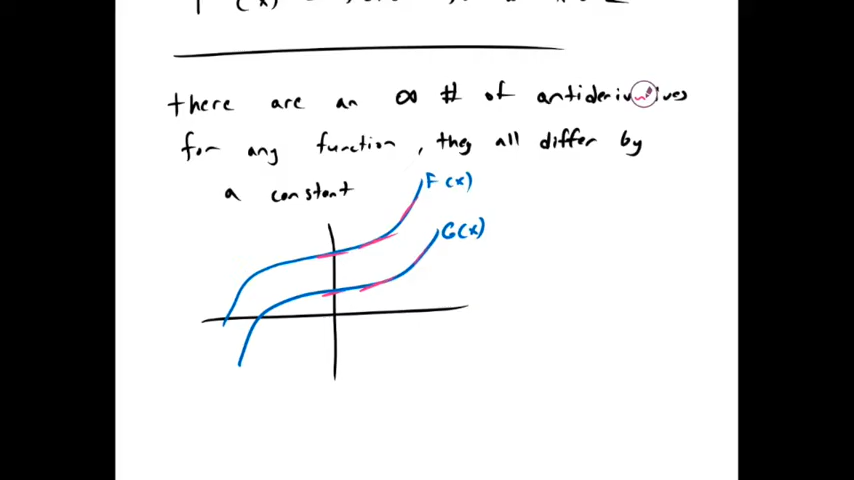 there are an ∞ # of antiderivatives
for any function, they all differ by
a constant
F(x)
G(x)